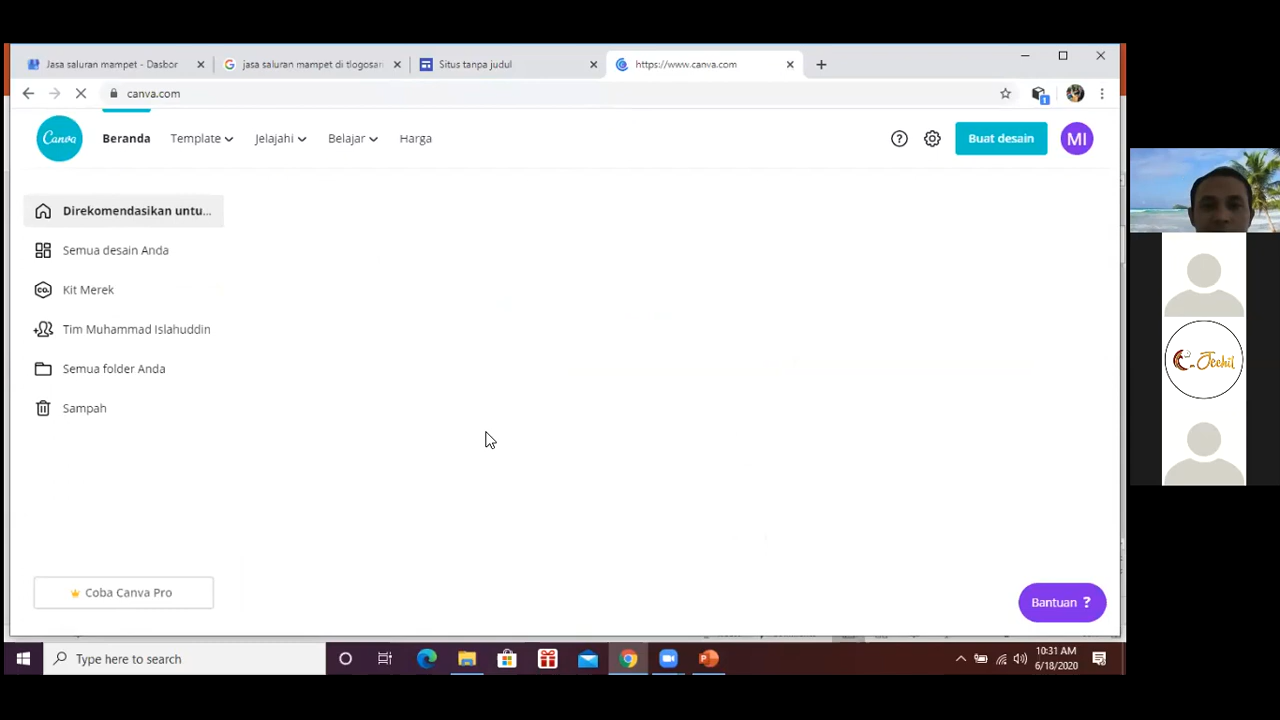 Jasa saluran mampet - Dasbor
jasa saluran mampet di tlogosar
Situs tanpa judul
https://www.canva.com
canva.com
Canva
Beranda
Template
Jelajahi
Belajar
Harga
Buat desain
MI
Direkomendasikan untu...
Semua desain Anda
Kit Merek
Tim Muhammad Islahuddin
Semua folder Anda
Sampah
Coba Canva Pro
Bantuan ?
Jechil
Type here to search
10:31 AM
6/18/2020